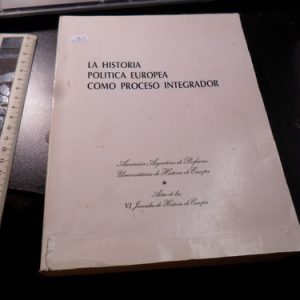 LA HISTORIA
POLITICA EUROPEA
COMO PROCESO INTEGRADOR
Asociación Argentina de Profesores
Universitarios de Historia de Europa
Actas de las
VI Jornadas de Historia de Europa